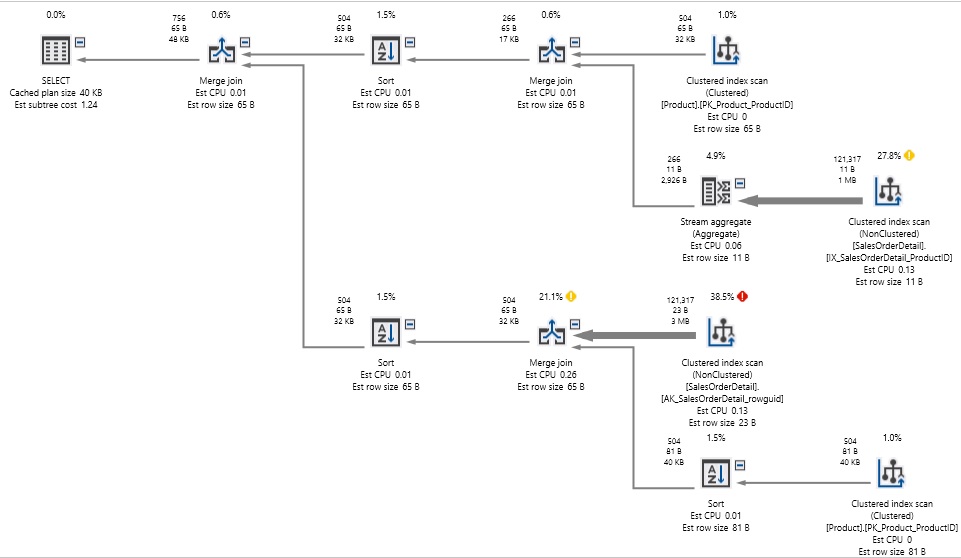 0.0%
SELECT
Cached plan size 40 KB
Est subtree cost 1.24
756
65 B
48 KB
0.6%
Merge join
Est CPU 0.01
Est row size 65 B
504
65 B
32 KB
1.5%
Sort
Est CPU 0.01
Est row size 65 B
266
65 B
17 KB
0.6%
Merge join
Est CPU 0.01
Est row size 65 B
504
65 B
32 KB
1.0%
Clustered index scan
(Clustered)
[Product].[PK_Product_ProductID]
Est CPU 0
Est row size 65 B
266
11 B
2,926 B
4.9%
Stream aggregate
(Aggregate)
Est CPU 0.06
Est row size 11 B
121,317
11 B
1 MB
27.8%
Clustered index scan
(NonClustered)
[SalesOrderDetail].
[IX_SalesOrderDetail_ProductID]
Est CPU 0.13
Est row size 11 B
504
65 B
32 KB
1.5%
Sort
Est CPU 0.01
Est row size 65 B
504
65 B
32 KB
21.1%
Merge join
Est CPU 0.26
Est row size 65 B
121,317
23 B
3 MB
38.5%
Clustered index scan
(NonClustered)
[SalesOrderDetail].
[AK_SalesOrderDetail_rowguid]
Est CPU 0.13
Est row size 23 B
504
81 B
40 KB
1.5%
Sort
Est CPU 0.01
Est row size 81 B
504
81 B
40 KB
1.0%
Clustered index scan
(Clustered)
[Product].[PK_Product_ProductID]
Est CPU 0
Est row size 81 B